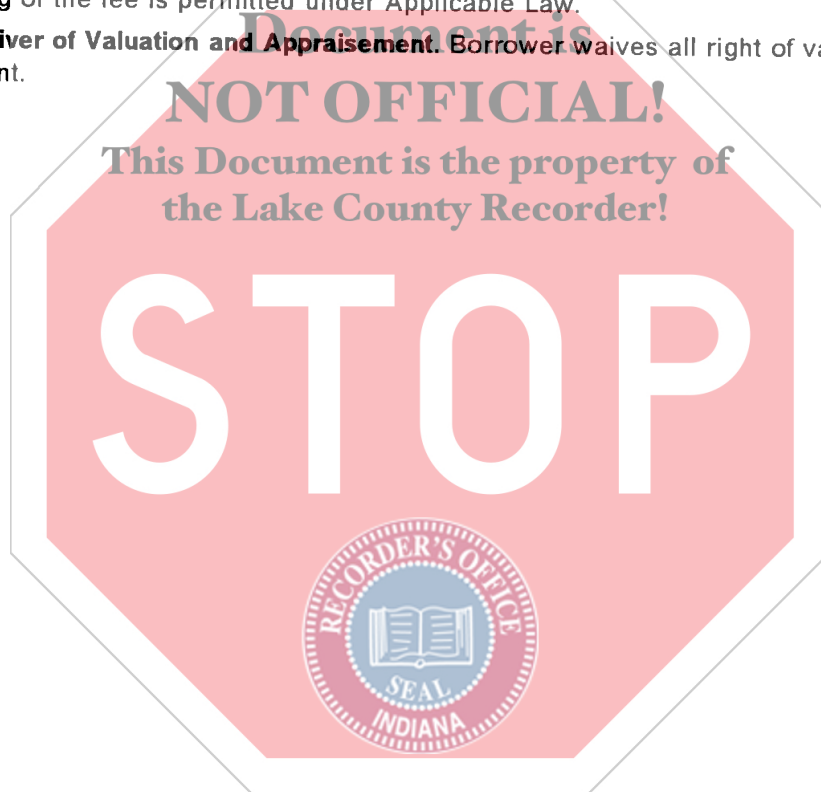 g of the fee is permitted under Applicable Law.
Document is
iver of Valuation and Appraisement. Borrower waives all right of va
nt.
NOT OFFICIAL!
This Document is the property of
the Lake County Recorder!
STOP
RECORDER'S OFFICE
SEAL
INDIANA